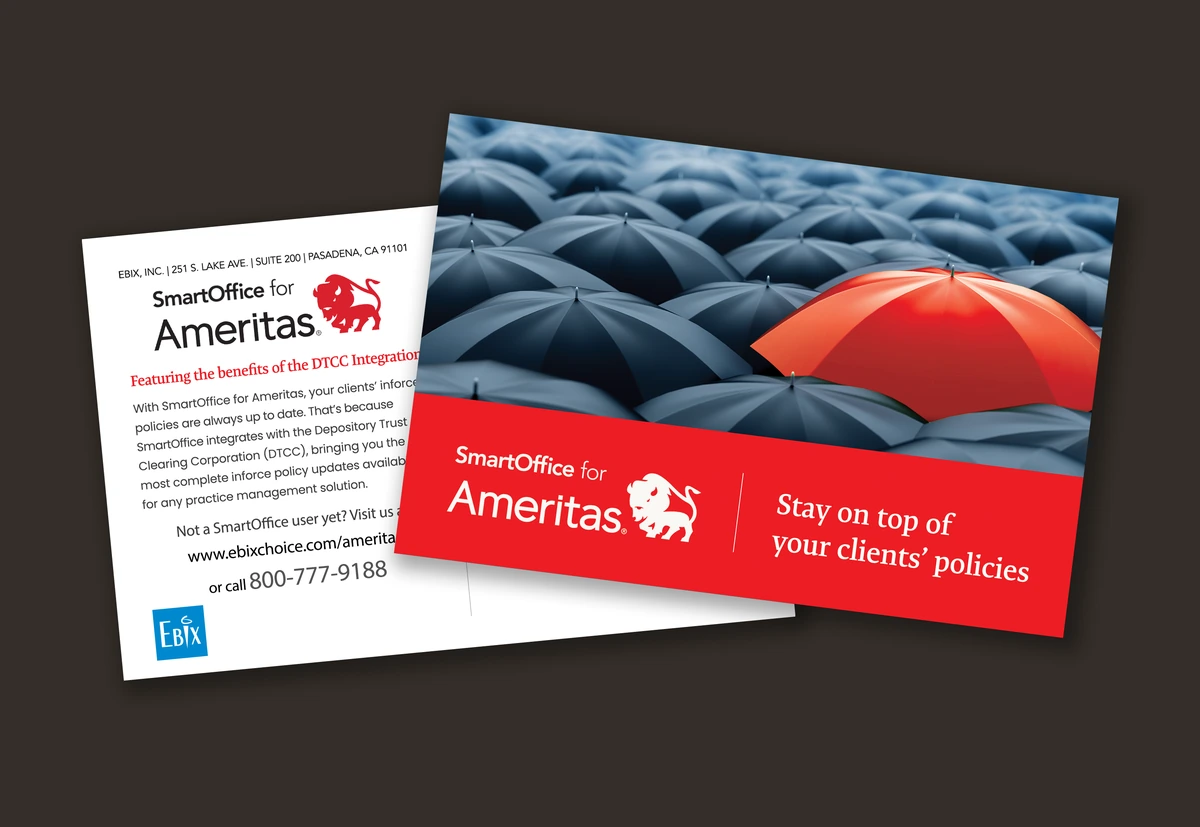 EBIX, INC. | 251 S. LAKE AVE. | SUITE 200 | PASADENA, CA 91101
SmartOffice for
Ameritas®
Featuring the benefits of the DTCC Integration
With SmartOffice for Ameritas, your clients’ inforce
policies are always up to date. That’s because
SmartOffice integrates with the Depository Trust
Clearing Corporation (DTCC), bringing you the
most complete inforce policy updates
for any practice management solution.
Not a SmartOffice user yet? Visit us
www.ebixchoice.com/amerita
or call 800-777-9188
EBIX
SmartOffice for
Ameritas®
Stay on top of
your clients’ policies